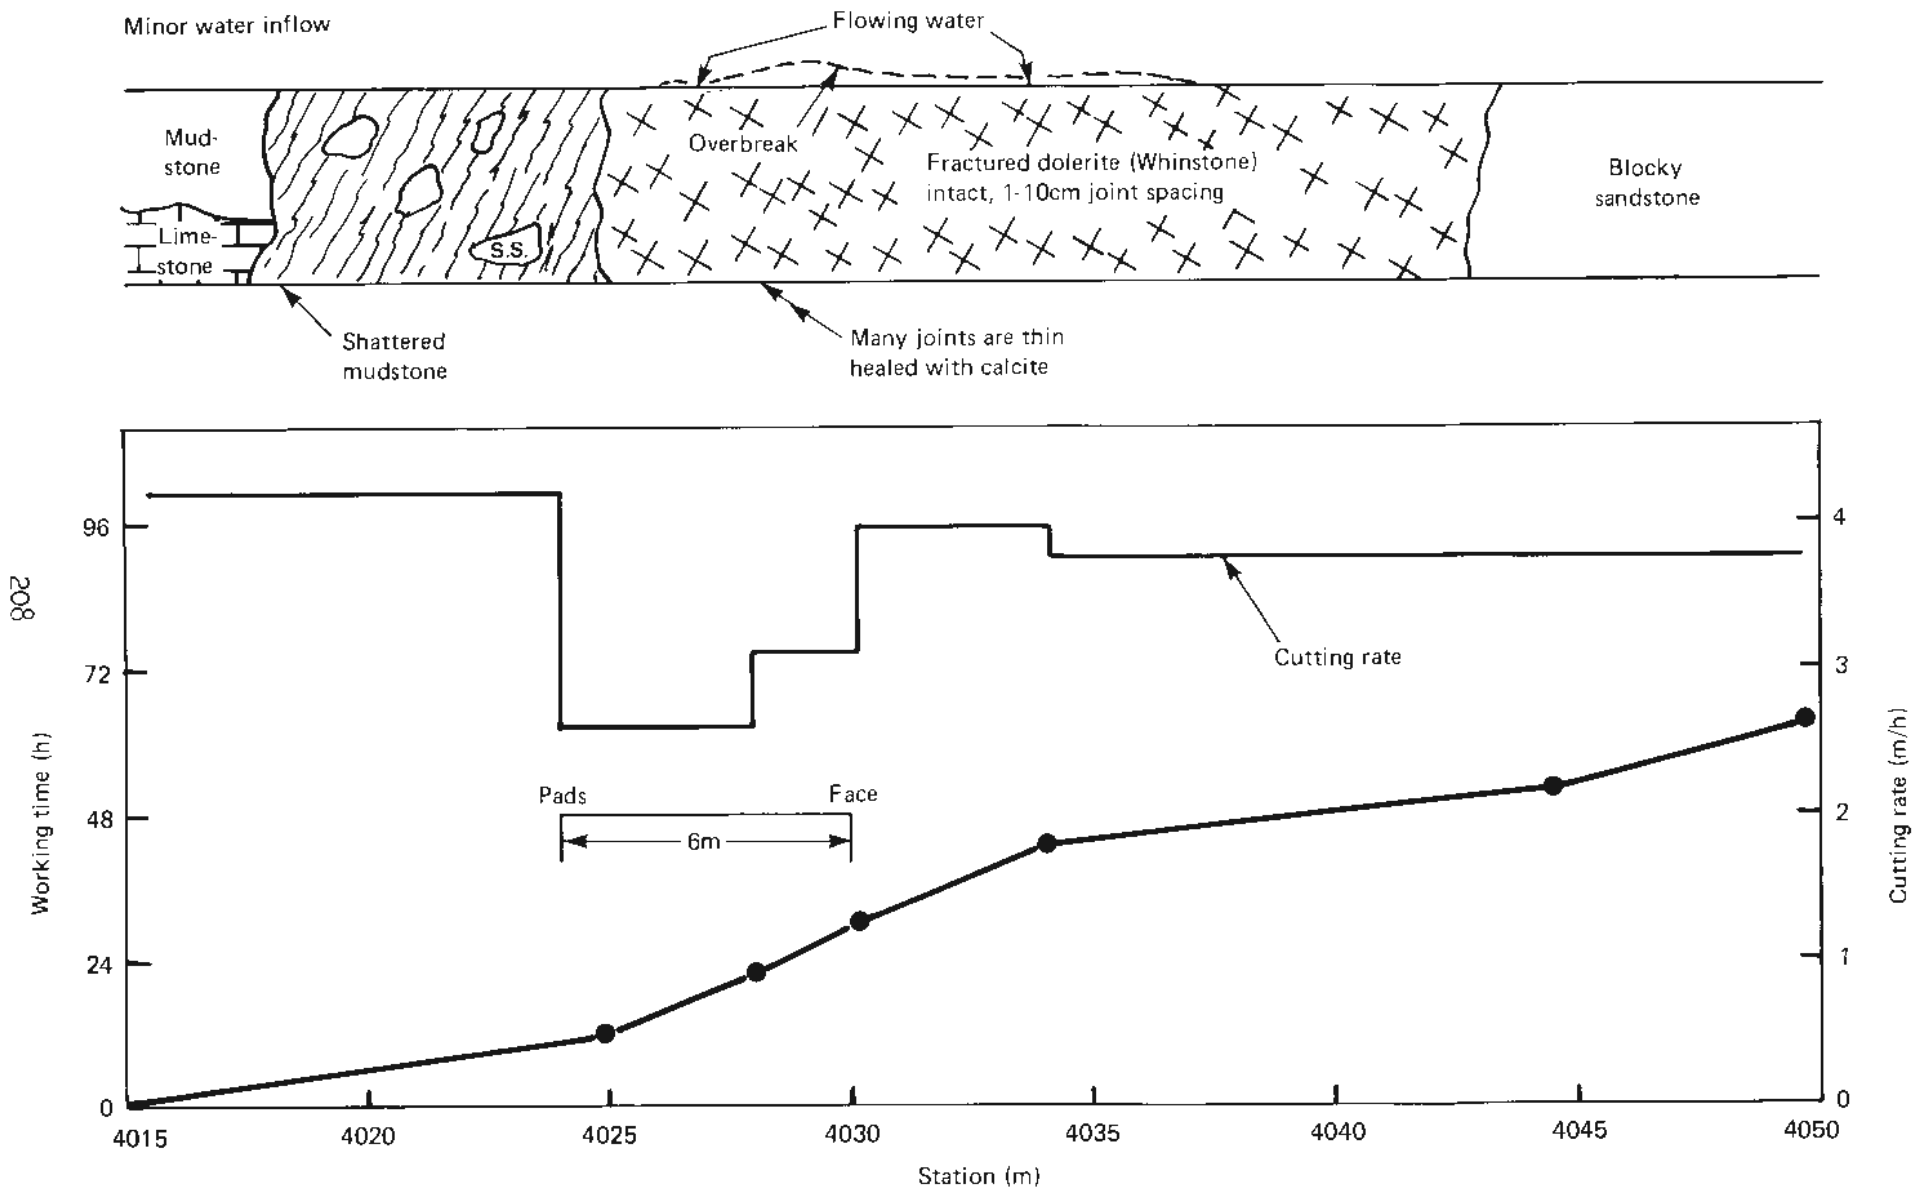 Minor water inflow
Flowing water
Mud-
stone
Overbreak
Fractured dolerite (Whinstone)
intact, 1-10cm joint spacing
Blocky
sandstone
Lime-
stone
S.S.
Shattered
mudstone
Many joints are thin
healed with calcite
96
72
48
24
0
Working time (h)
208
4
3
2
1
0
Cutting rate (m/h)
Cutting rate
Pads
Face
6m
4015
4020
4025
4030
4035
4040
4045
4050
Station (m)